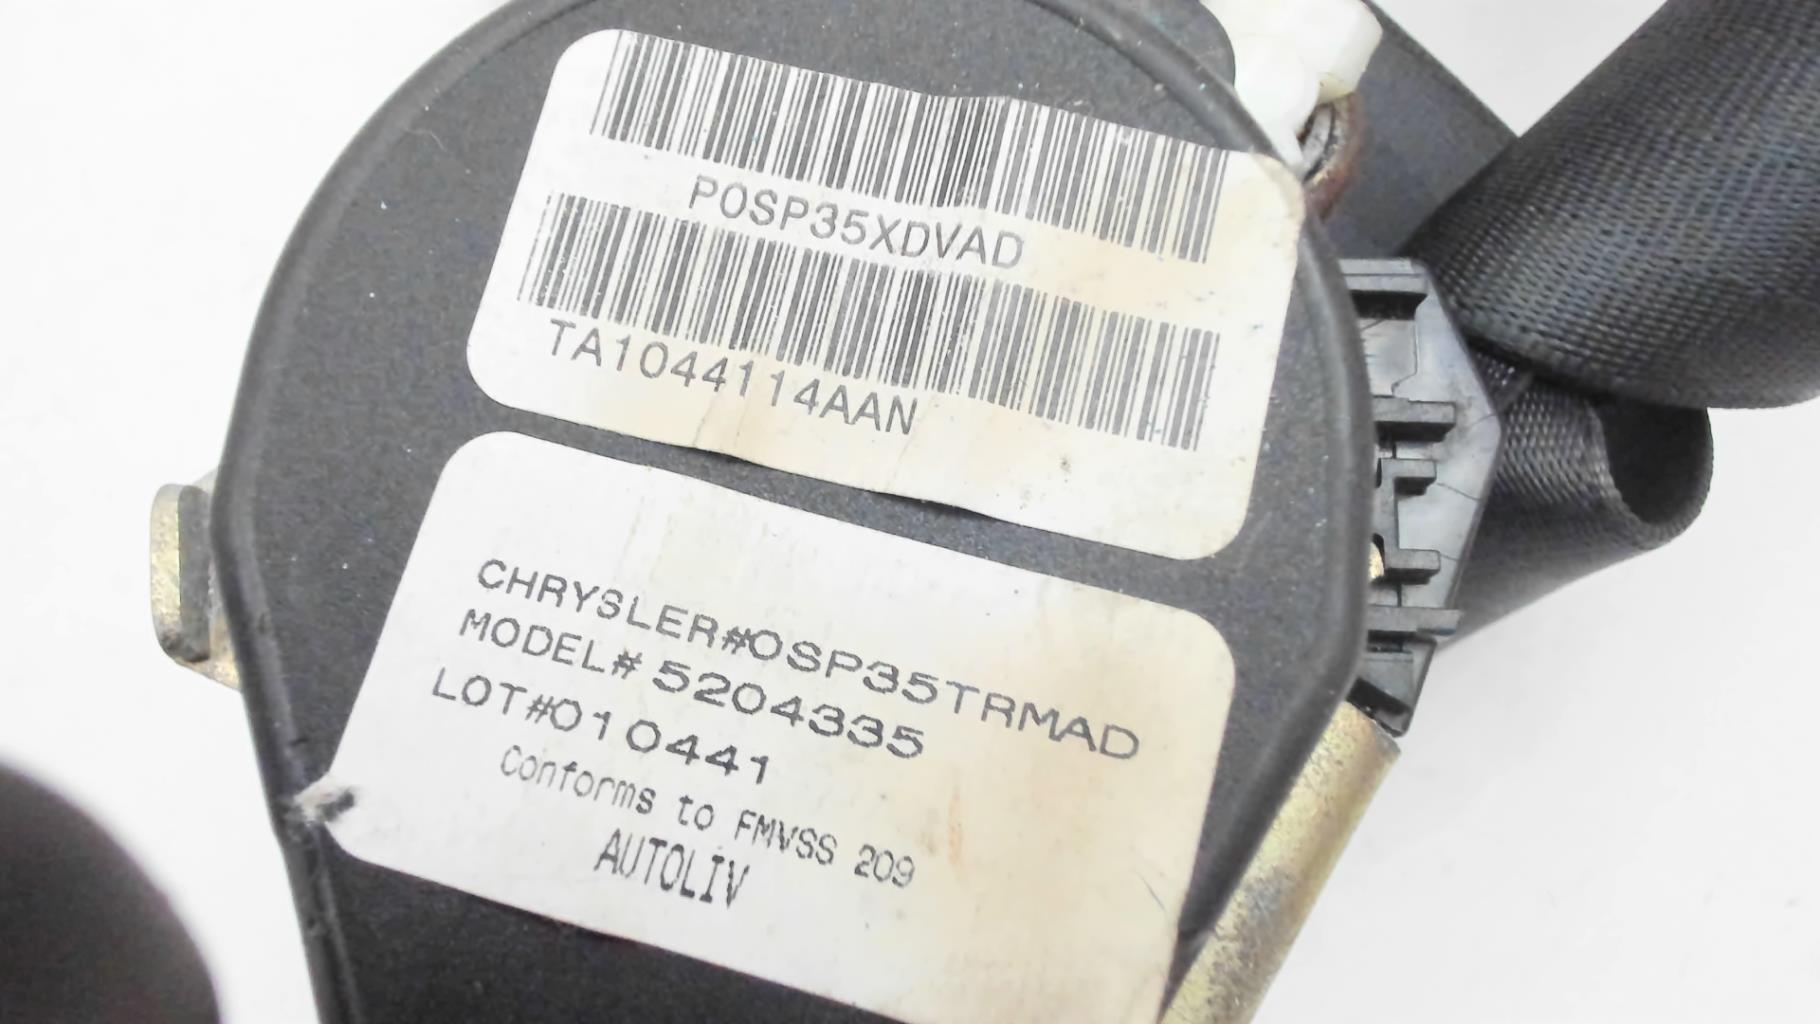 P0SP35XDVAD
TA1044114AAN
CHRYSLER#0SP35TRMAD
MODEL# 5204335
LOT#010441
Conforms to FMVSS 209
AUTOLIV